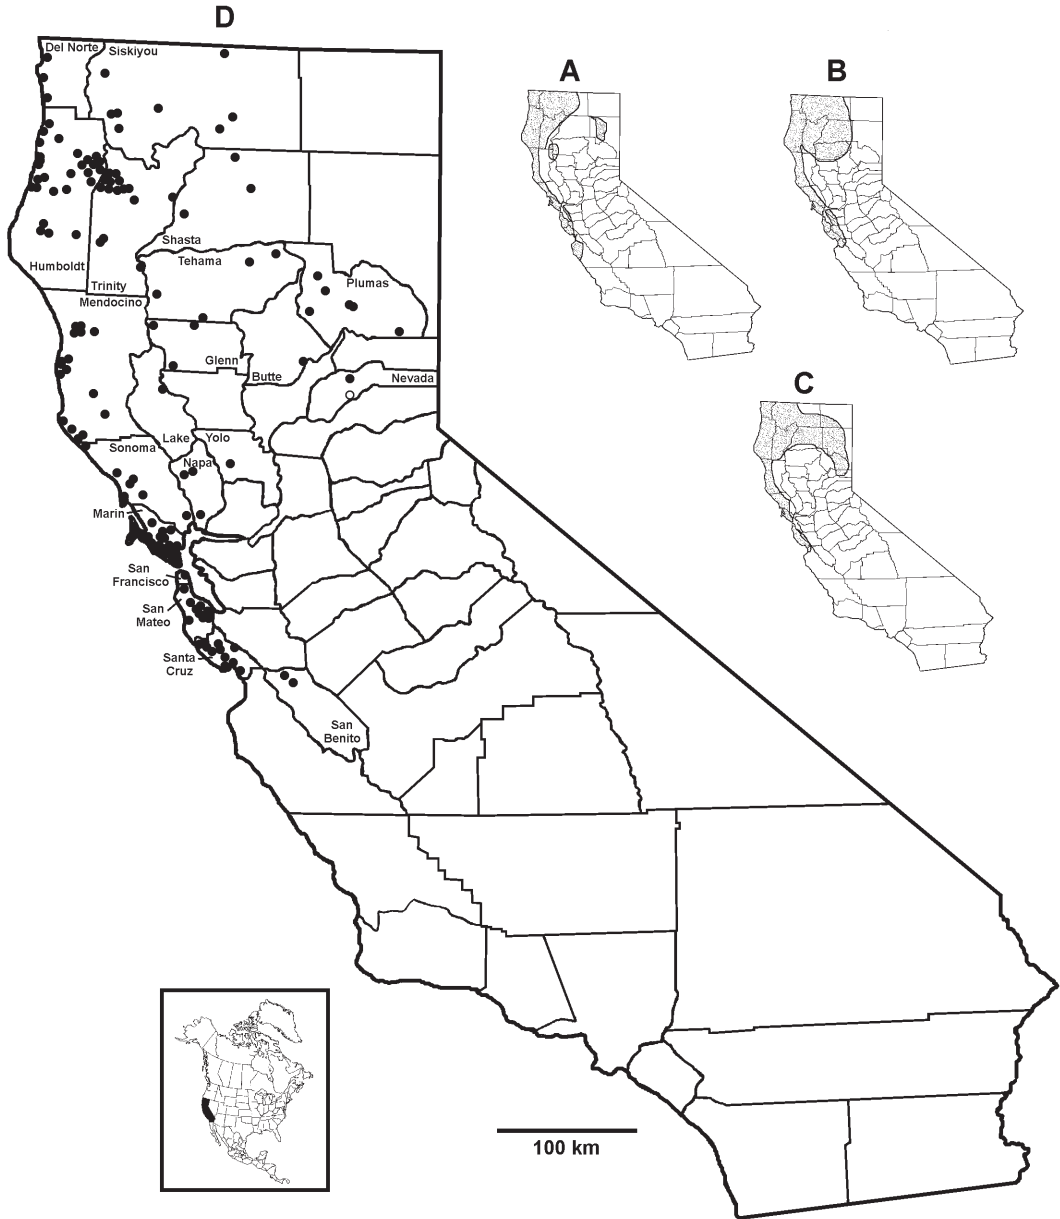 D
A
B
C
Del Norte
Siskiyou
Shasta
Tehama
Humboldt
Trinity
Mendocino
Plumas
Glenn
Butte
Nevada
Lake
Yolo
Sonoma
Napa
Marin
San
Francisco
San
Mateo
Santa
Cruz
San
Benito
100 km